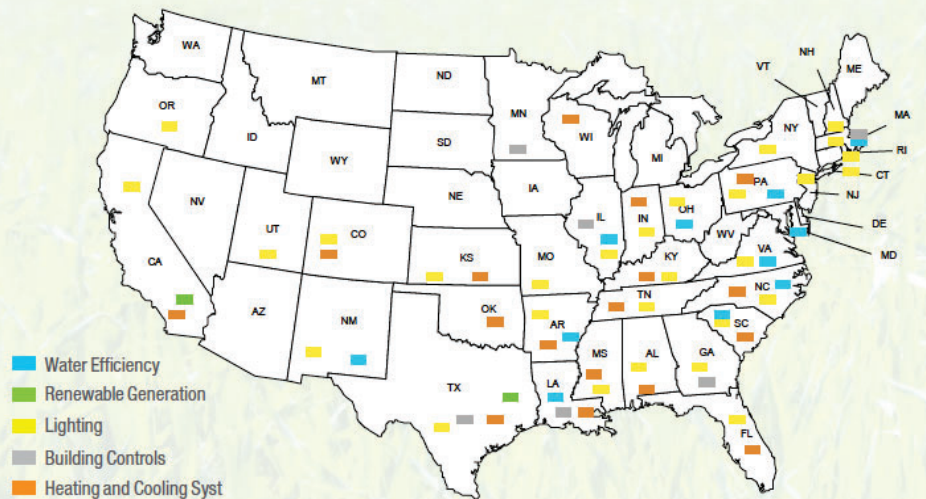 WA
MT
ND
MN
OR
ID
WY
SD
WI
MI
NY
VT
NH
ME
MA
RI
CT
NJ
DE
MD
PA
NV
UT
CO
NE
IA
IL
IN
OH
WV
VA
CA
AZ
NM
KS
MO
KY
TN
NC
OK
AR
SC
TX
LA
MS
AL
GA
FL
Water Efficiency
Renewable Generation
Lighting
Building Controls
Heating and Cooling Syst